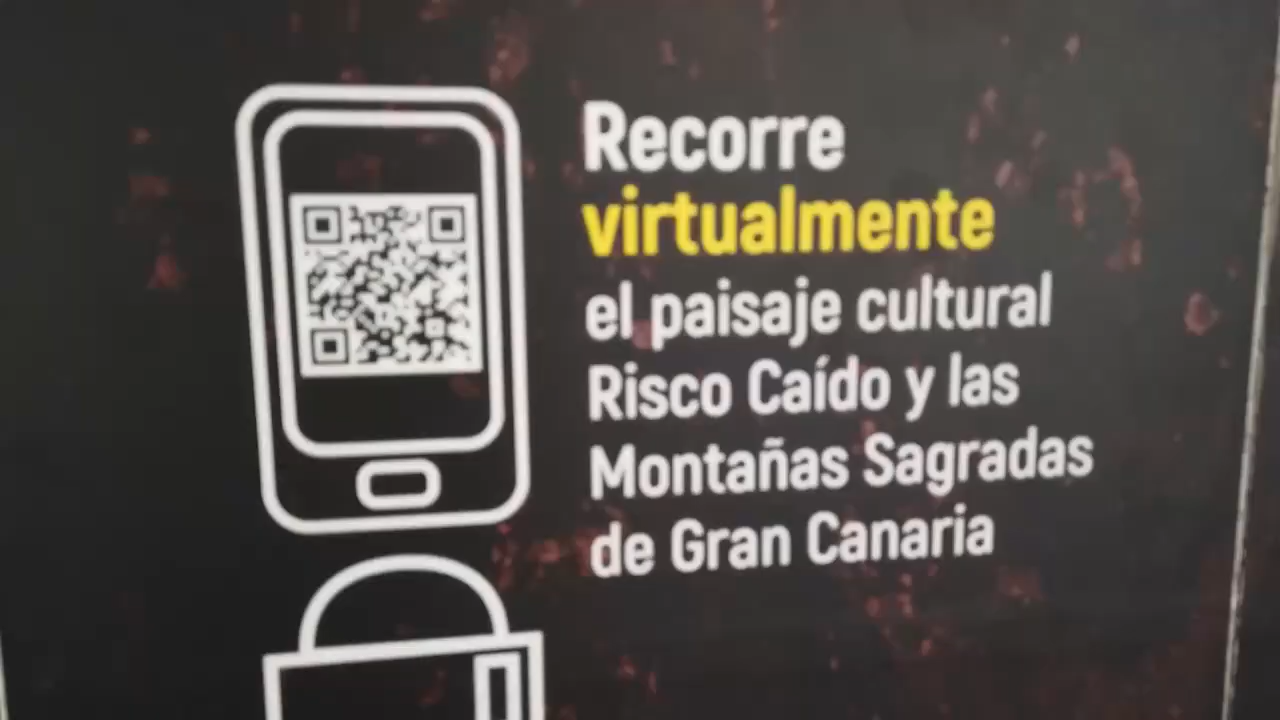 Recorre
virtualmente
el paisaje cultural
Risco Caído y las
Montañas Sagradas
de Gran Canaria